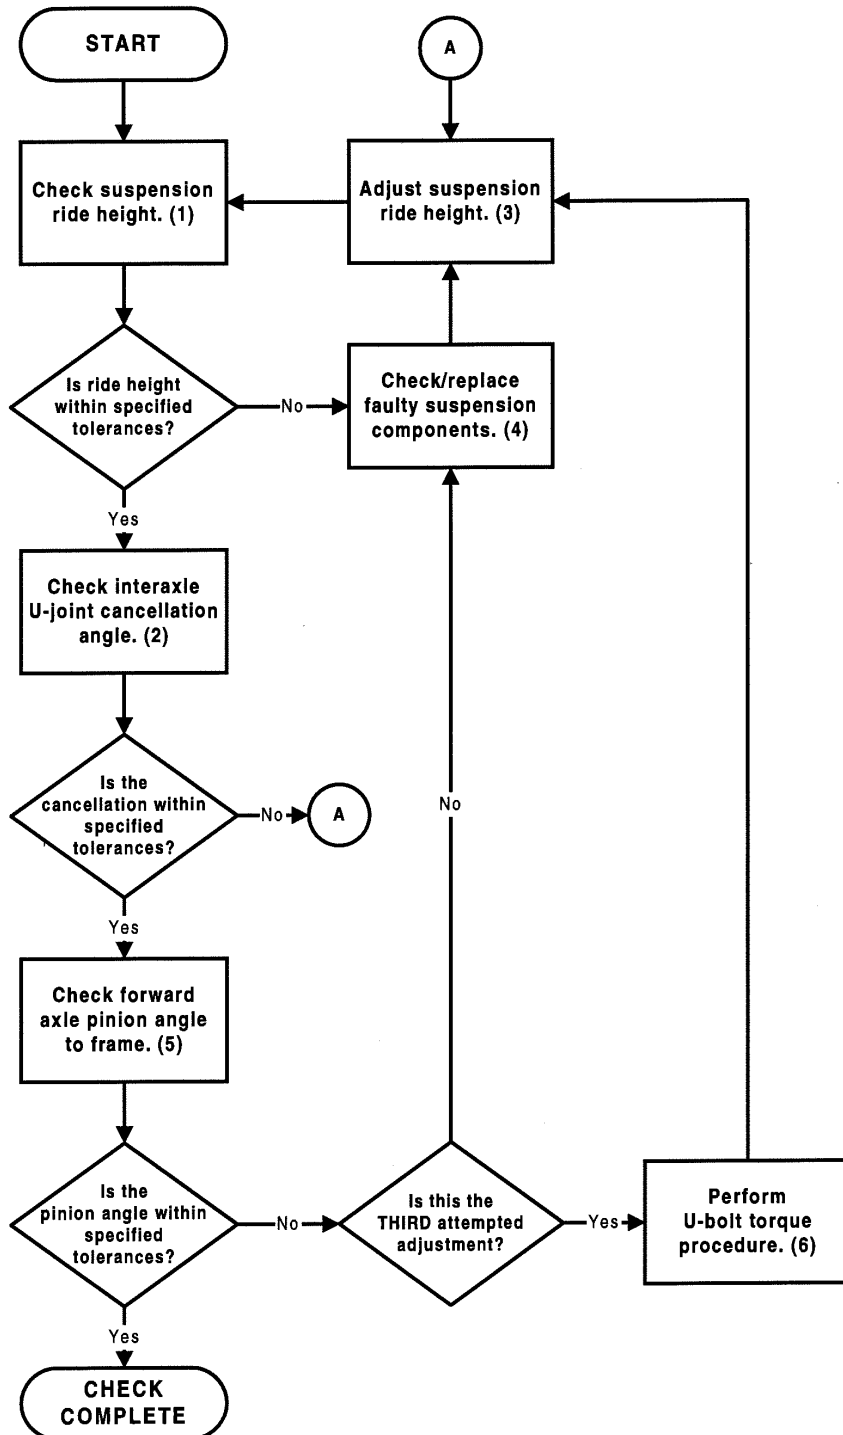 START
A
Check suspension
ride height. (1)
Adjust suspension
ride height. (3)
Is ride height
within specified
tolerances?
No
Check/replace
faulty suspension
components. (4)
Yes
Check interaxle
U-joint cancellation
angle. (2)
Is the
cancellation within
specified
tolerances?
No
A
No
Yes
Check forward
axle pinion angle
to frame. (5)
Is the
pinion angle within
specified
tolerances?
No
Is this the
THIRD attempted
adjustment?
Yes
Perform
U-bolt torque
procedure. (6)
Yes
CHECK
COMPLETE